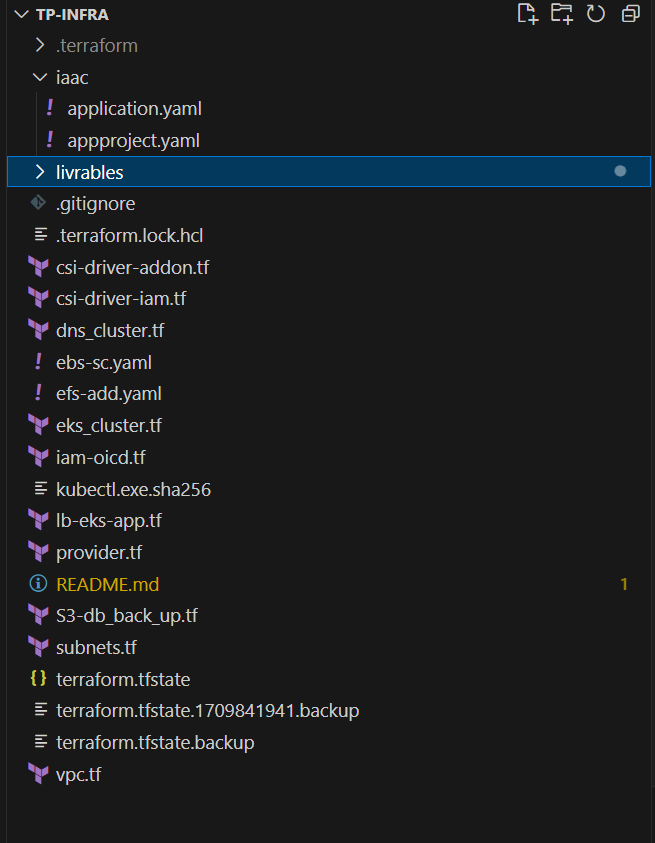 TP-INFRA
.terraform
iaac
! application.yaml
! appproject.yaml
livrables
.gitignore
.terraform.lock.hcl
csi-driver-addon.tf
csi-driver-iam.tf
dns_cluster.tf
! ebs-sc.yaml
! efs-add.yaml
eks_cluster.tf
iam-oicd.tf
kubectl.exe.sha256
lb-eks-app.tf
provider.tf
README.md 1
S3-db_back_up.tf
subnets.tf
{} terraform.tfstate
terraform.tfstate.1709841941.backup
terraform.tfstate.backup
vpc.tf